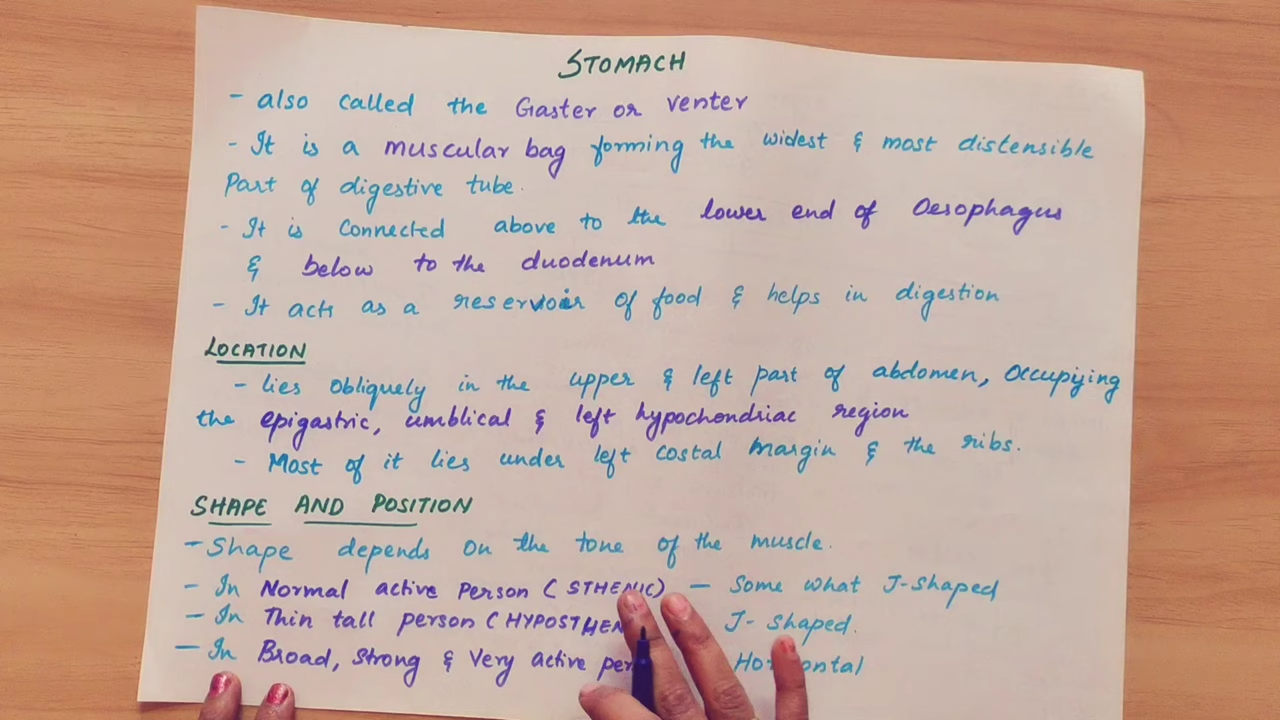 STOMACH
- also called the Gaster or venter
- It is a muscular bag forming the widest & most distensible
Part of digestive tube.
- It is connected above to the lower end of Oesophagus
& below to the duodenum
- It acts as a reservoir of food & helps in digestion
LOCATION
- lies obliquely in the upper & left part of abdomen, occupying
the epigastric, umblical & left hypochondriac region
- Most of it lies under left costal margin & the ribs.
SHAPE AND POSITION
- Shape depends on the tone of the muscle.
- In Normal active Person (STHENIC) - Some what J-shaped
- In Thin tall person (HYPOSTHEN J- shaped.
- In Broad, strong & very active per